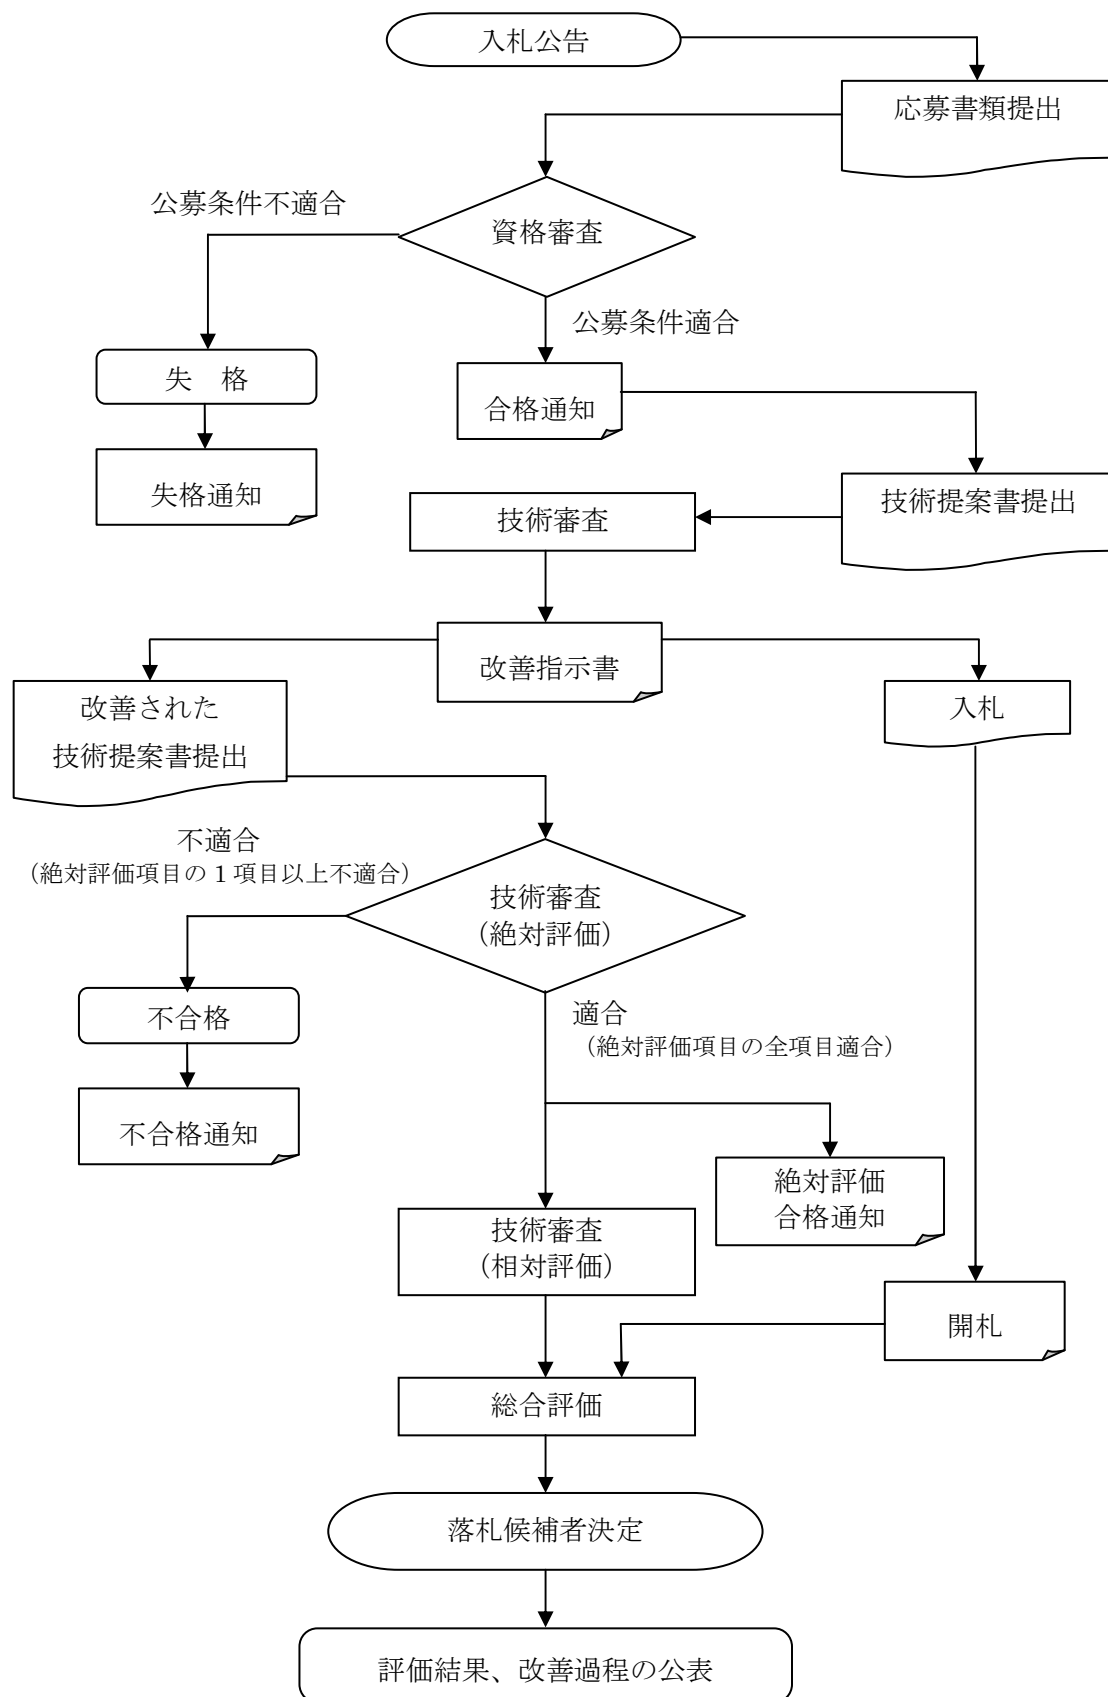 入札公告
応募書類提出
公募条件不適合
資格審査
公募条件適合
失　格
合格通知
失格通知
技術提案書提出
技術審査
改善指示書
改善された
技術提案書提出
入札
不適合
（絶対評価項目の１項目以上不適合）
技術審査
（絶対評価）
不合格
適合
（絶対評価項目の全項目適合）
不合格通知
絶対評価
合格通知
技術審査
（相対評価）
開札
総合評価
落札候補者決定
評価結果、改善過程の公表